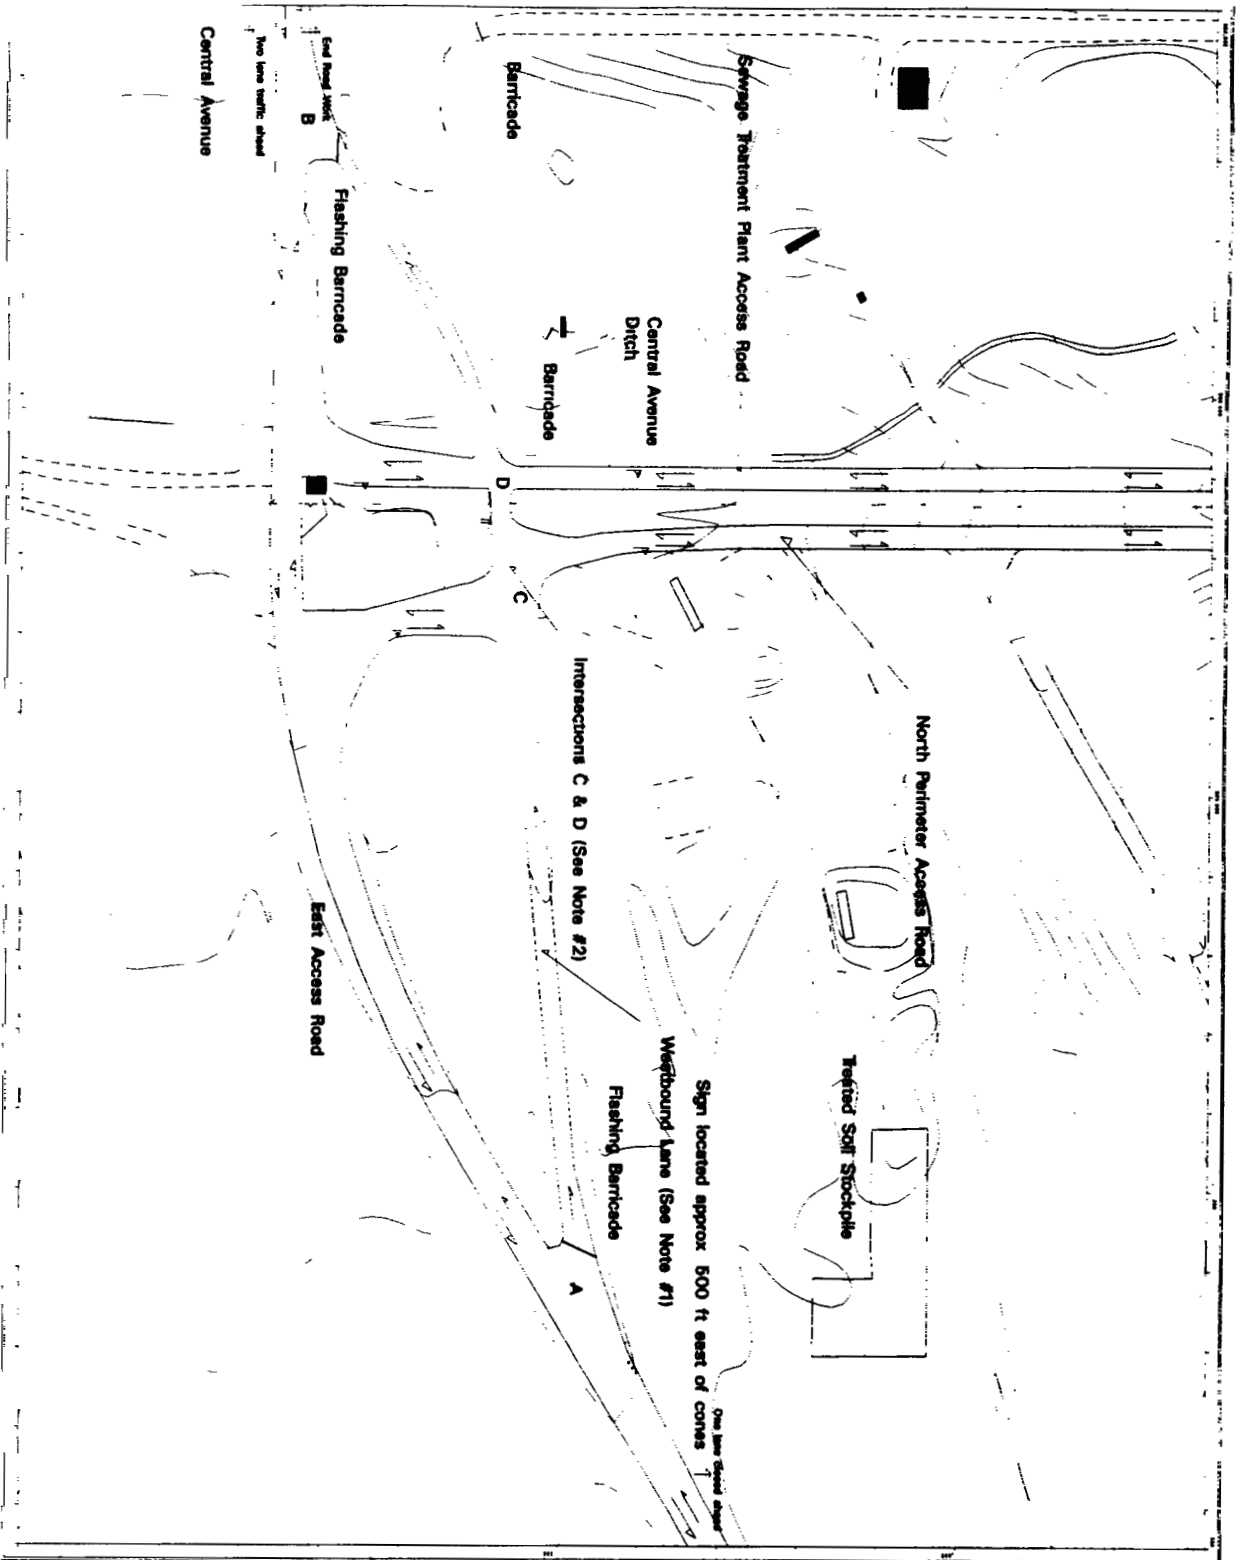 Sewage Treatment Plant Access Road
Barricade
End Road Work
Two lane traffic ahead
B
Central Avenue
Flashing Barricade
Central Avenue
Ditch
Barricade
D
C
North Perimeter Access Road
Intersections C & D (See Note #2)
East Access Road
Treated Soil Stockpile
Sign located approx 500 ft east of cones
One lane closed ahead
Westbound Lane (See Note #1)
Flashing Barricade
A